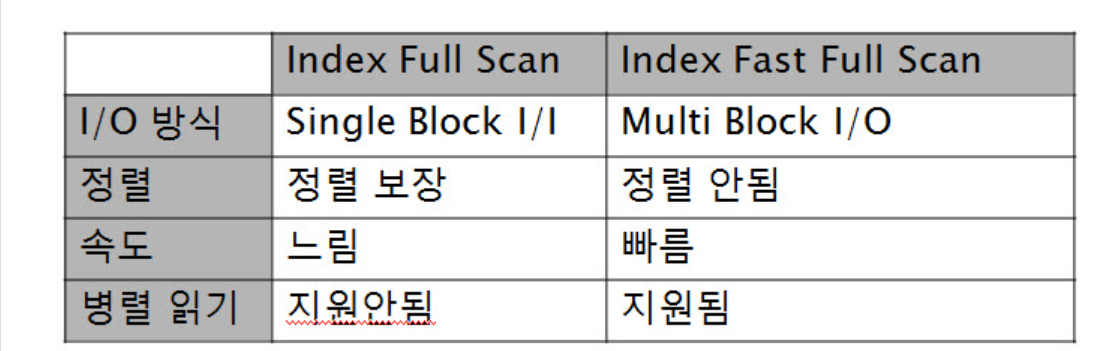 Index Full Scan Index Fast Full Scan
I/O 방식 Single Block I/I Multi Block I/O
정렬 정렬 보장 정렬 안됨
속도 느림 빠름
병렬 읽기 지원안됨 지원됨